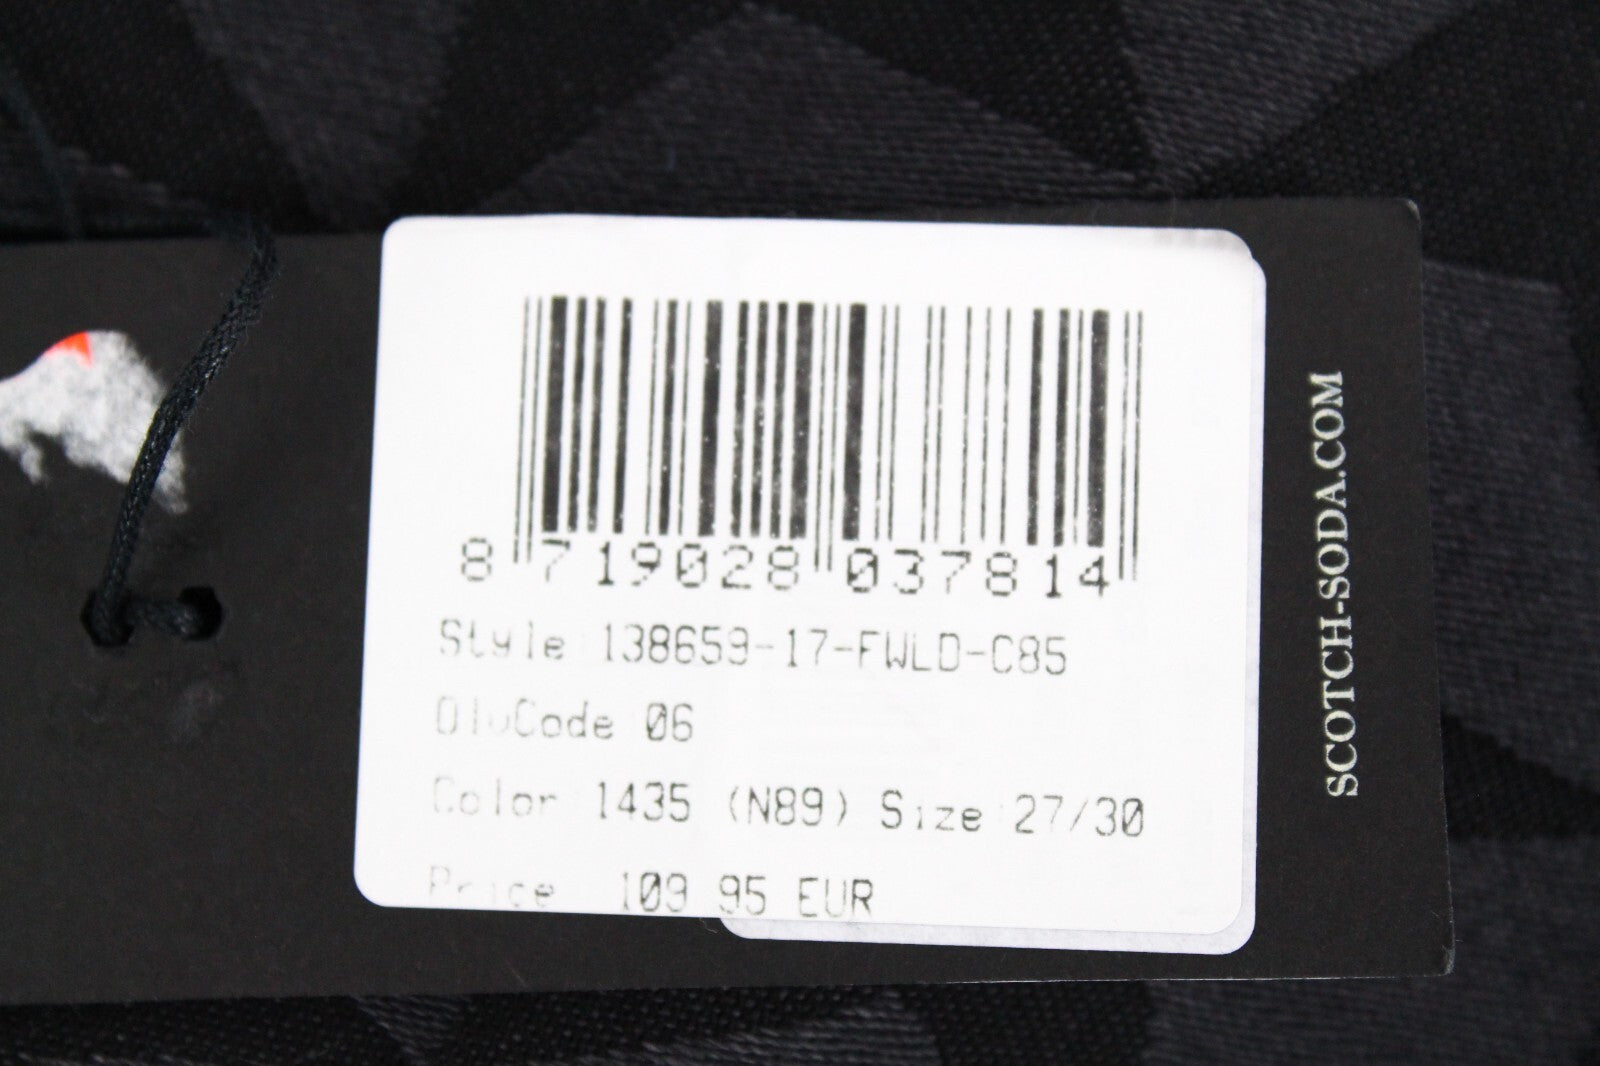 8 719028 037814
Style:138659-17-FWLD-C85
DivCode:06
Color:1435 (N89) Size:27/30
Price: 109.95 EUR
SCOTCH-SODA.COM